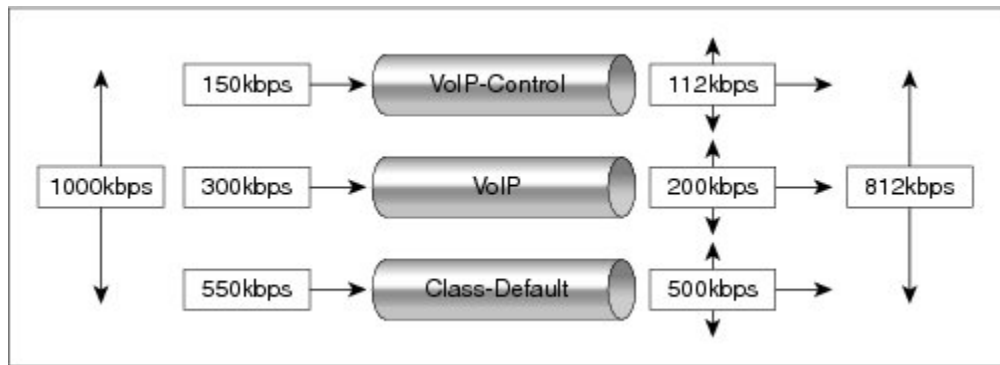 150kbps
VoIP-Control
112kbps
1000kbps
300kbps
VoIP
200kbps
812kbps
550kbps
Class-Default
500kbps